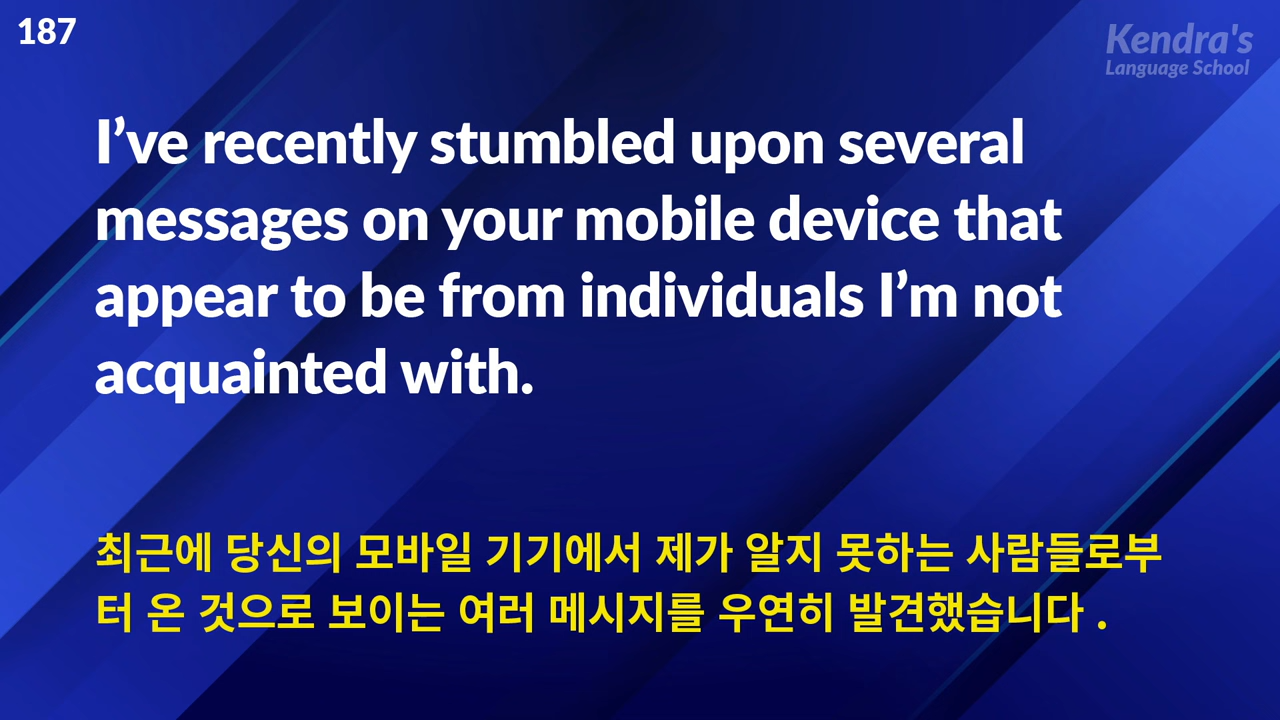 187
Kendra's
Language School
I’ve recently stumbled upon several
messages on your mobile device that
appear to be from individuals I’m not
acquainted with.
최근에 당신의 모바일 기기에서 제가 알지 못하는 사람들로부
터 온 것으로 보이는 여러 메시지를 우연히 발견했습니다 .